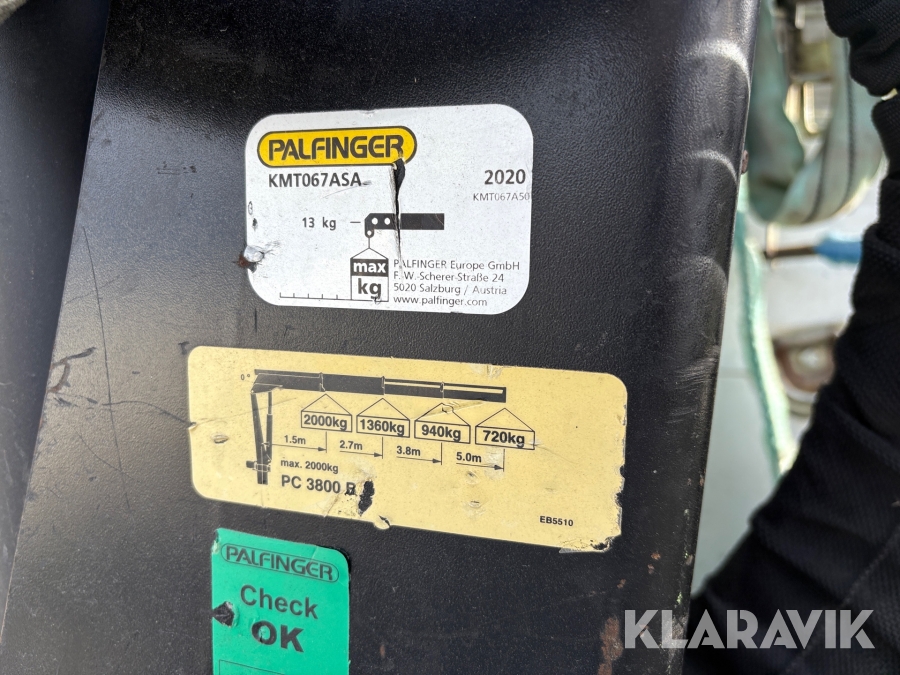 PALFINGER
KMT067ASA
2020
KMT067A50
13 kg
max
kg
PALFINGER Europe GmbH
F. W. Scherer-Straße 24
5020 Salzburg / Austria
www.palfinger.com
0°
2000kg 1360kg 940kg 720kg
1.5m 2.7m 3.8m 5.0m
max. 2000kg
PC 3800 B
EB5510
PALFINGER
Check
OK
KLARAVIK